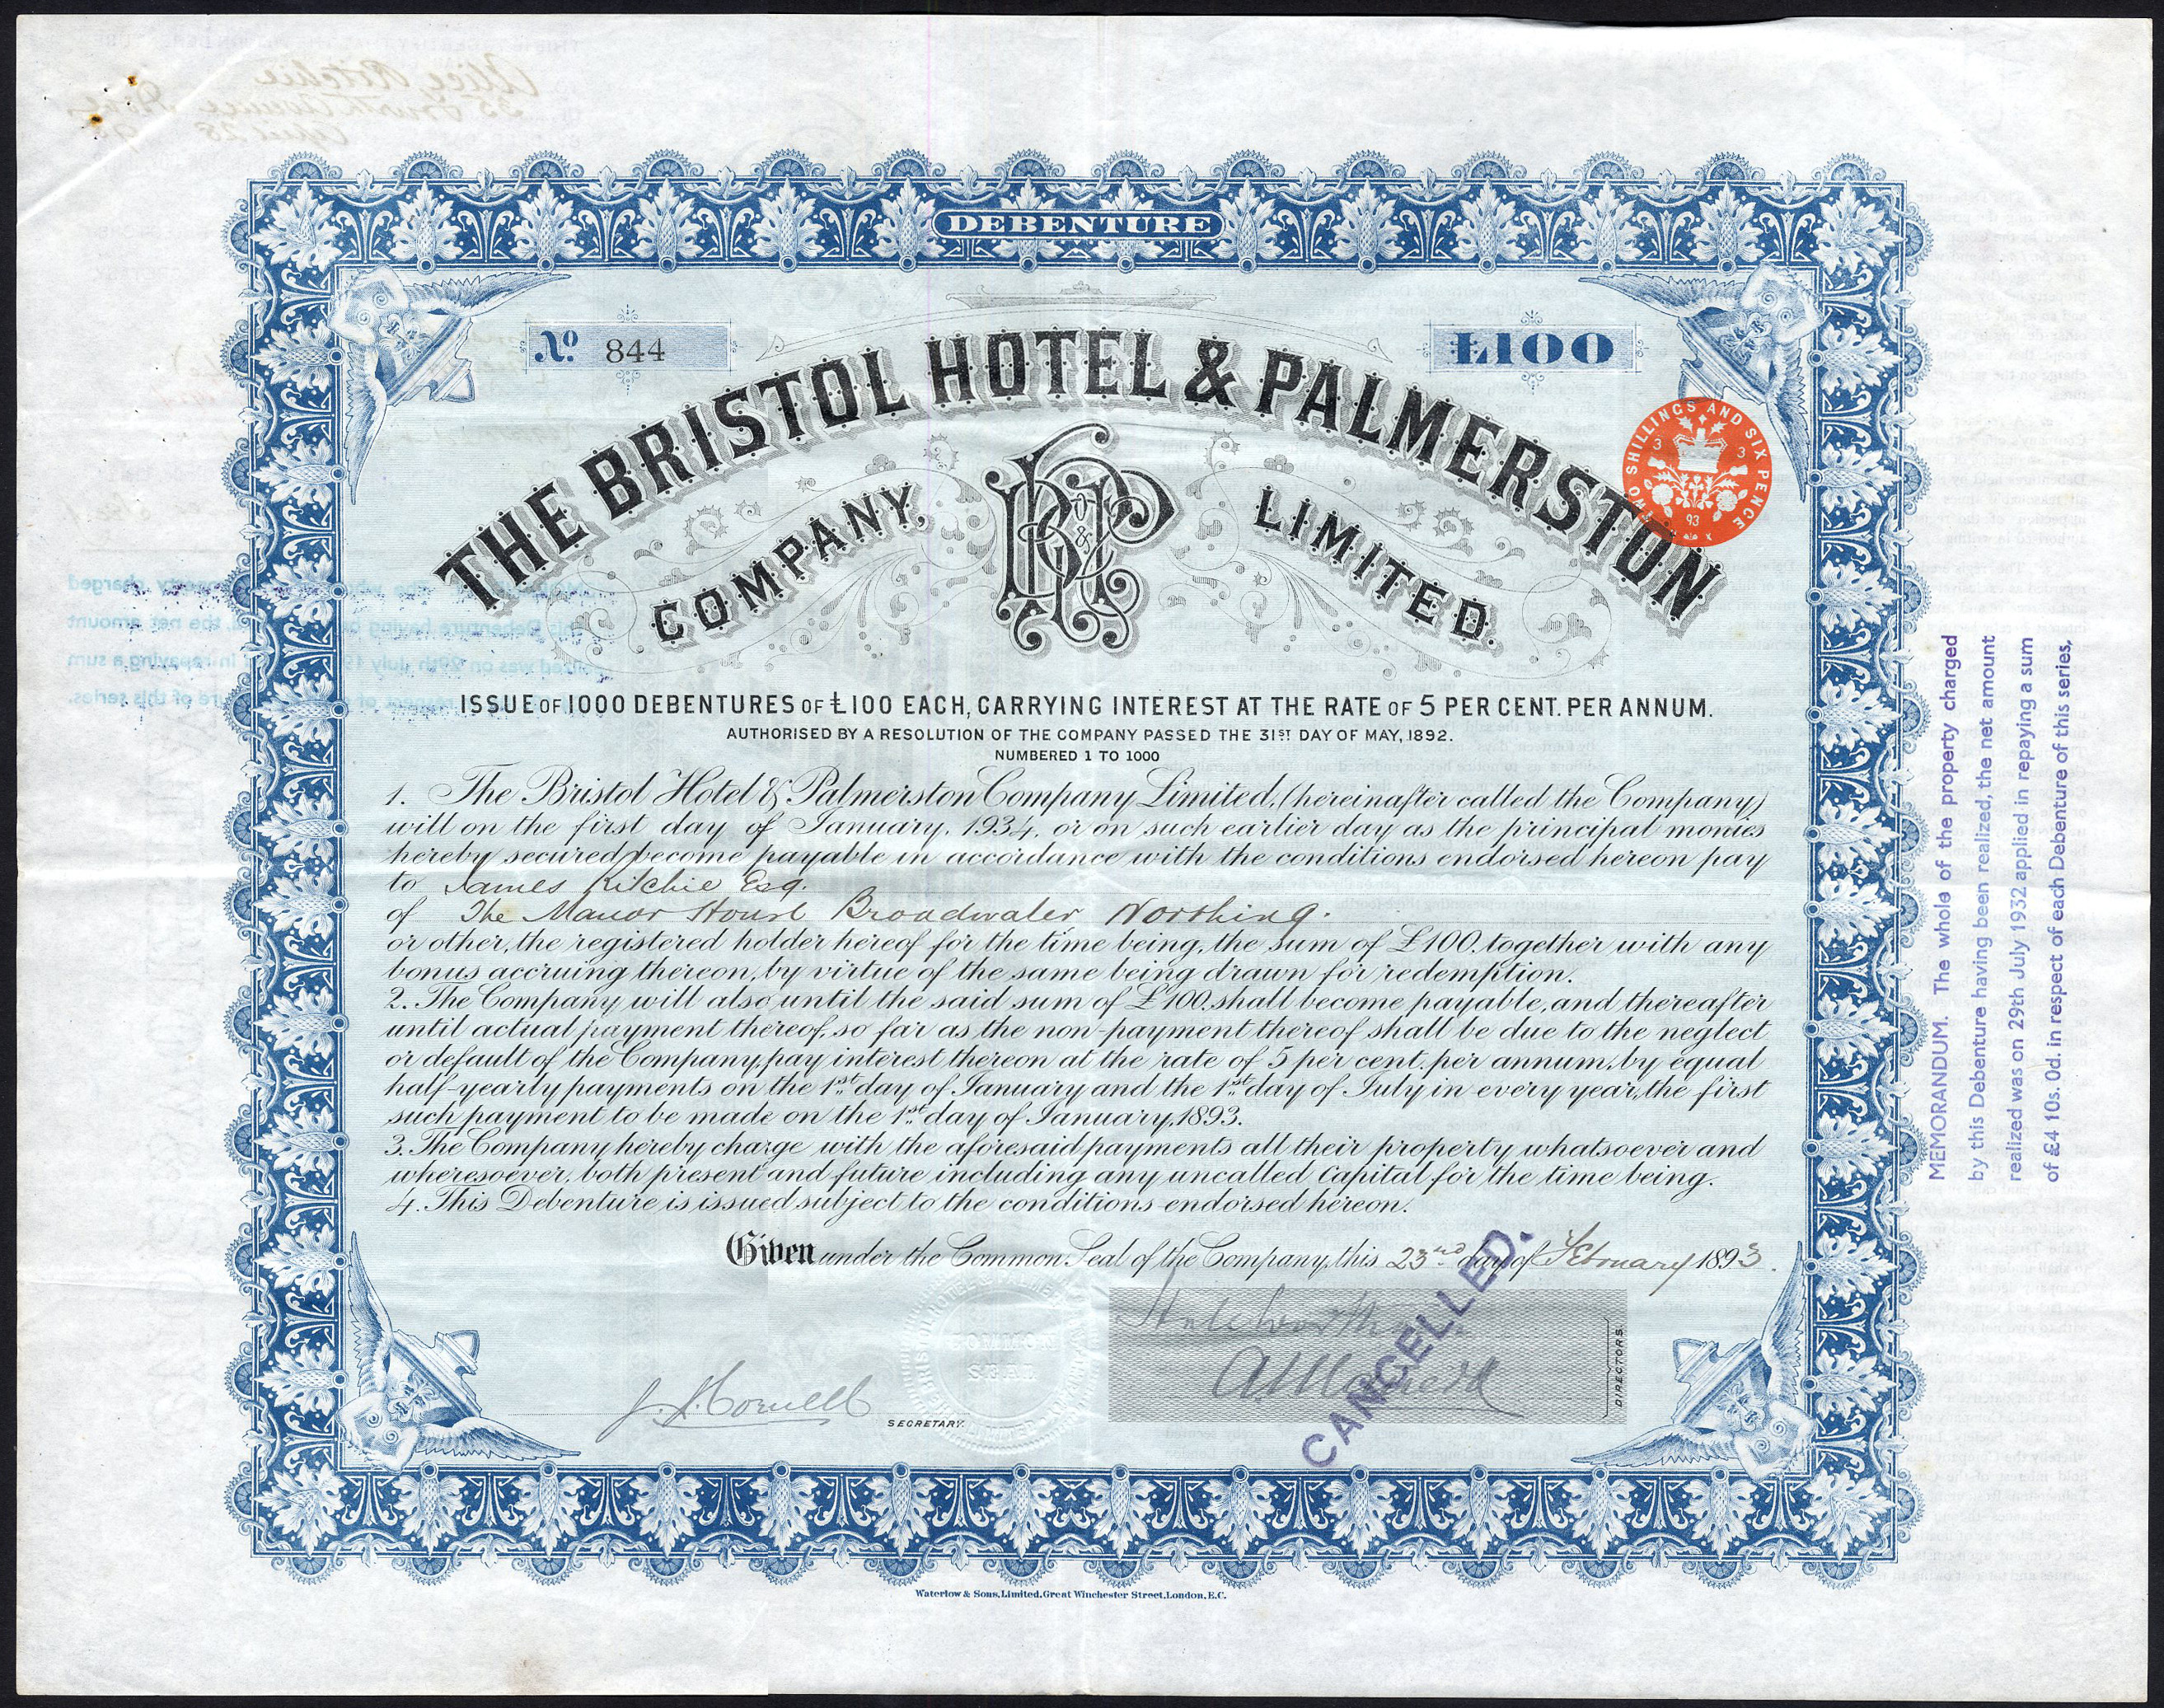 DEBENTURE
No. 844
£100
THE BRISTOL HOTEL & PALMERSTON
COMPANY, LIMITED.
BH&P
TWO SHILLINGS AND SIX PENCE
3 3
93
ISSUE OF 1000 DEBENTURES OF £100 EACH, CARRYING INTEREST AT THE RATE OF 5 PER CENT. PER ANNUM.
AUTHORISED BY A RESOLUTION OF THE COMPANY PASSED THE 31ST DAY OF MAY, 1892.
NUMBERED 1 TO 1000
1. The Bristol Hotel & Palmerston Company Limited, (hereinafter called the Company)
will on the first day of January, 1934, or on such earlier day as the principal monies
hereby secured become payable in accordance with the conditions endorsed hereon pay
to James Ritchie Esq.
of The Manor House Broadwater Worthing.
or other, the registered holder hereof for the time being, the sum of £100, together with any
bonus accruing thereon, by virtue of the same being drawn for redemption.
2. The Company will also until the said sum of £100, shall become payable, and thereafter
until actual payment thereof, so far as the non-payment thereof shall be due to the neglect
or default of the Company, pay interest thereon at the rate of 5 per cent. per annum, by equal
half-yearly payments on the 1st day of January and the 1st day of July in every year, the first
such payment to be made on the 1st day of January, 1893.
3. The Company hereby charge with the aforesaid payments all their property whatsoever and
wheresoever, both present and future including any uncalled Capital for the time being.
4. This Debenture is issued subject to the conditions endorsed hereon.
Given under the Common Seal of the Company, this 23rd day of February 1893.
COMMON
SEAL
SECRETARY.
DIRECTORS.
CANCELLED.
Waterlow & Sons, Limited, Great Winchester Street, London, E.C.
MEMORANDUM. The whole of the property charged
by this Debenture having been realized, the net amount
realized was on 29th July 1932 applied in repaying a sum
of £4 10s. 0d. in respect of each Debenture of this series,